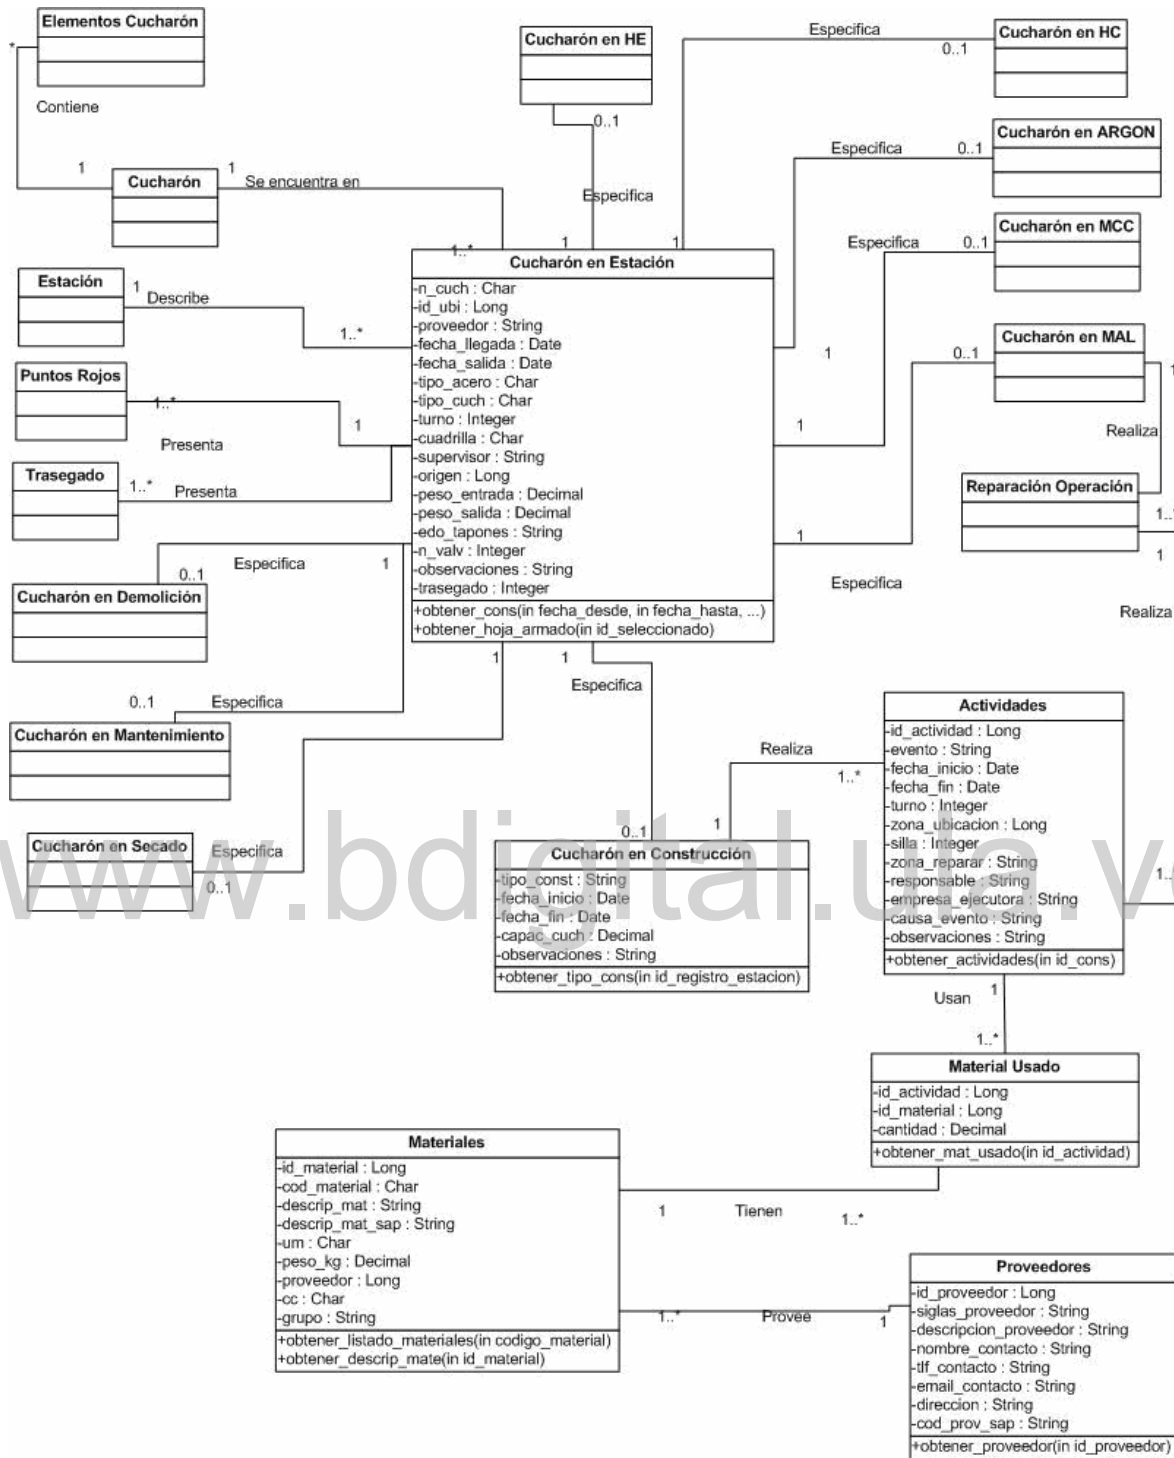 Elementos Cucharón
*
Contiene
1
Cucharón
1
Se encuentra en
1..*
Cucharón en HE
0..1
Especifica
1
Especifica
0..1
Cucharón en HC
1
Especifica
0..1
Cucharón en ARGON
1
Especifica
0..1
Cucharón en MCC
1
0..1
Cucharón en MAL
1
Especifica
1
Realiza
Reparación Operación
1..
1
Realiza
Estación
1
Describe
1..*
Puntos Rojos
1..*
1
Presenta
Trasegado
1..*
Presenta
Cucharón en Estación
-n_cuch : Char
-id_ubi : Long
-proveedor : String
-fecha_llegada : Date
-fecha_salida : Date
-tipo_acero : Char
-tipo_cuch : Char
-turno : Integer
-cuadrilla : Char
-supervisor : String
-origen : Long
-peso_entrada : Decimal
-peso_salida : Decimal
-edo_tapones : String
-n_valv : Integer
-observaciones : String
-trasegado : Integer
+obtener_cons(in fecha_desde, in fecha_hasta, ...)
+obtener_hoja_armado(in id_seleccionado)
Especifica
1
0..1
Cucharón en Demolición
0..1
Especifica
Cucharón en Mantenimiento
1
Cucharón en Secado
Especifica
0..1
1
Especifica
0..1
Cucharón en Construcción
-tipo_const : String
-fecha_inicio : Date
-fecha_fin : Date
-capac_cuch : Decimal
-observaciones : String
+obtener_tipo_cons(in id_registro_estacion)
Realiza
1
1..*
Actividades
-id_actividad : Long
-evento : String
-fecha_inicio : Date
-fecha_fin : Date
-turno : Integer
-zona_ubicacion : Long
-silla : Integer
-zona_reparar : String
-responsable : String
-empresa_ejecutora : String
-causa_evento : String
-observaciones : String
+obtener_actividades(in id_cons)
1..
www.bdigital.ula.v
Usan
1
1..*
Material Usado
-id_actividad : Long
-id_material : Long
-cantidad : Decimal
+obtener_mat_usado(in id_actividad)
Materiales
-id_material : Long
-cod_material : Char
-descrip_mat : String
-descrip_mat_sap : String
-um : Char
-peso_kg : Decimal
-proveedor : Long
-cc : Char
-grupo : String
+obtener_listado_materiales(in codigo_material)
+obtener_descrip_mate(in id_material)
1
Tienen
1..*
1..*
Provee
1
Proveedores
-id_proveedor : Long
-siglas_proveedor : String
-descripcion_proveedor : String
-nombre_contacto : String
-tlf_contacto : String
-email_contacto : String
-direccion : String
-cod_prov_sap : String
+obtener_proveedor(in id_proveedor)